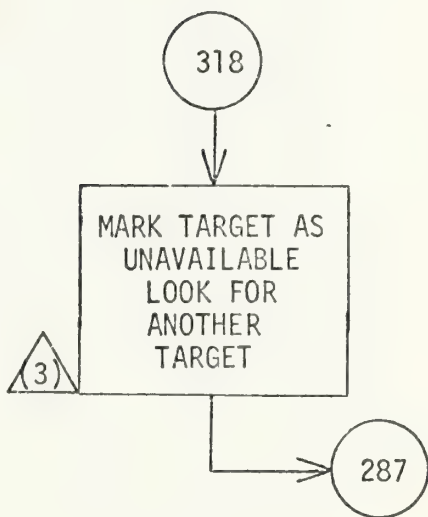 318
MARK TARGET AS
UNAVAILABLE
LOOK FOR
ANOTHER
TARGET
(3)
287